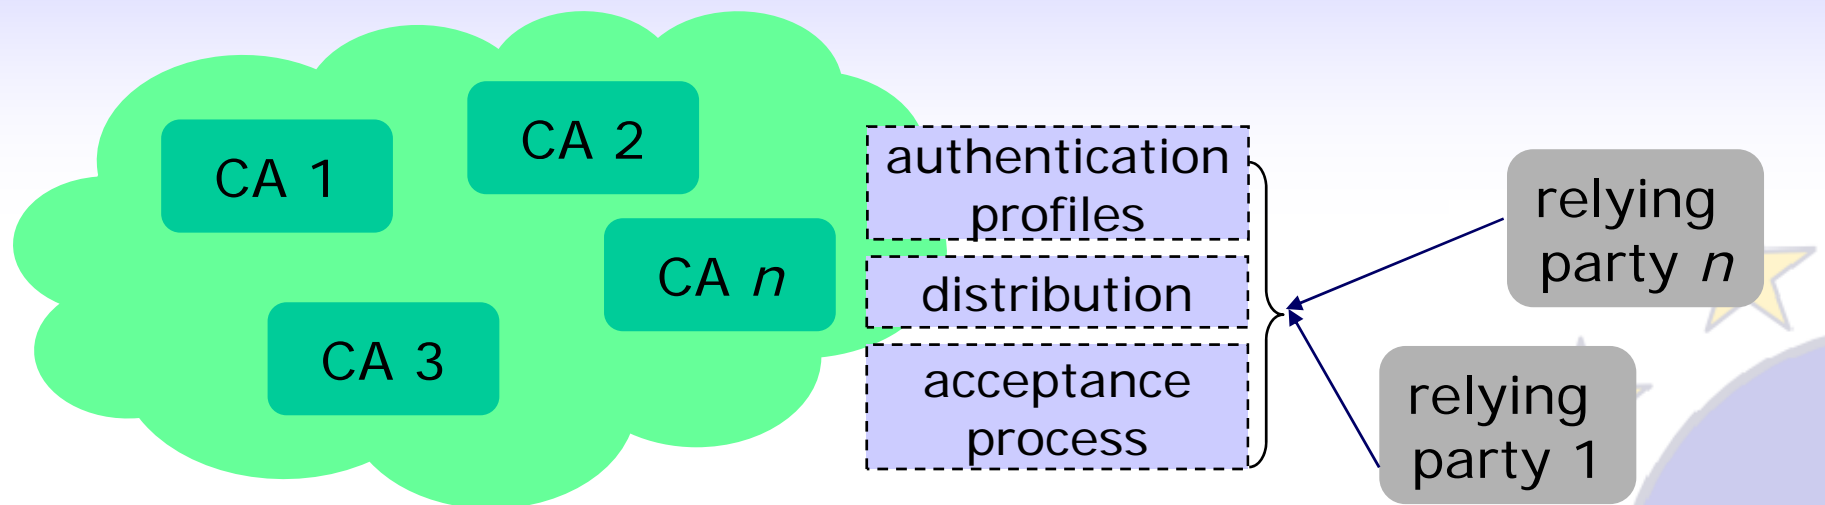 CA 1
CA 2
CA n
CA 3
authentication
profiles
distribution
acceptance
process
relying
party n
relying
party 1